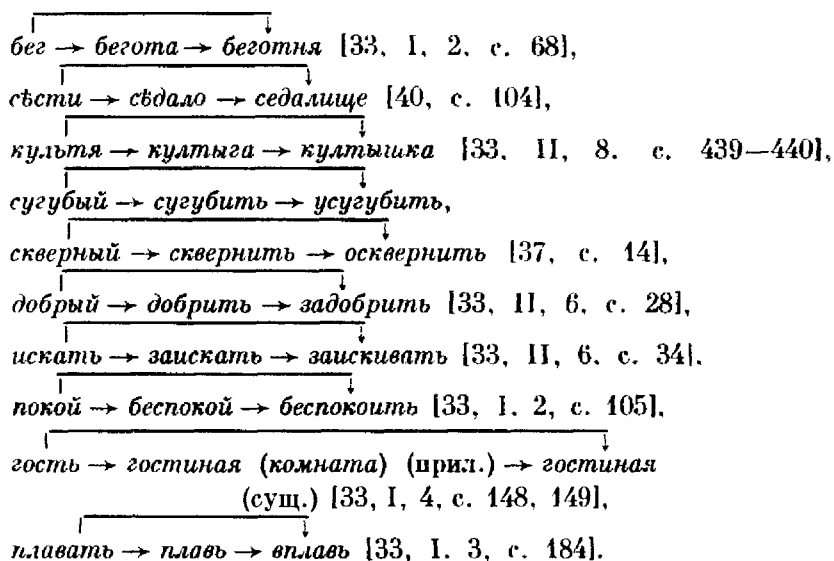 бег → бегота → беготня [33, I, 2, с. 68],
сѣсти → сѣдало → седалище [40, с. 104],
культя → култыга → култышка [33. II, 8. с. 439—440],
сугубый → сугубить → усугубить,
скверный → сквернить → осквернить [37, с. 14],
добрый → добрить → задобрить [33, II, 6, с. 28],
искать → заискать → заискивать [33, II, 6. с. 34].
покой → беспокой → беспокоить [33, I. 2, с. 105],
гость → гостиная (комната) (прил.) → гостиная
(сущ.) [33, I, 4, с. 148, 149],
плавать → плавь → вплавь [33, I. 3, с. 184].